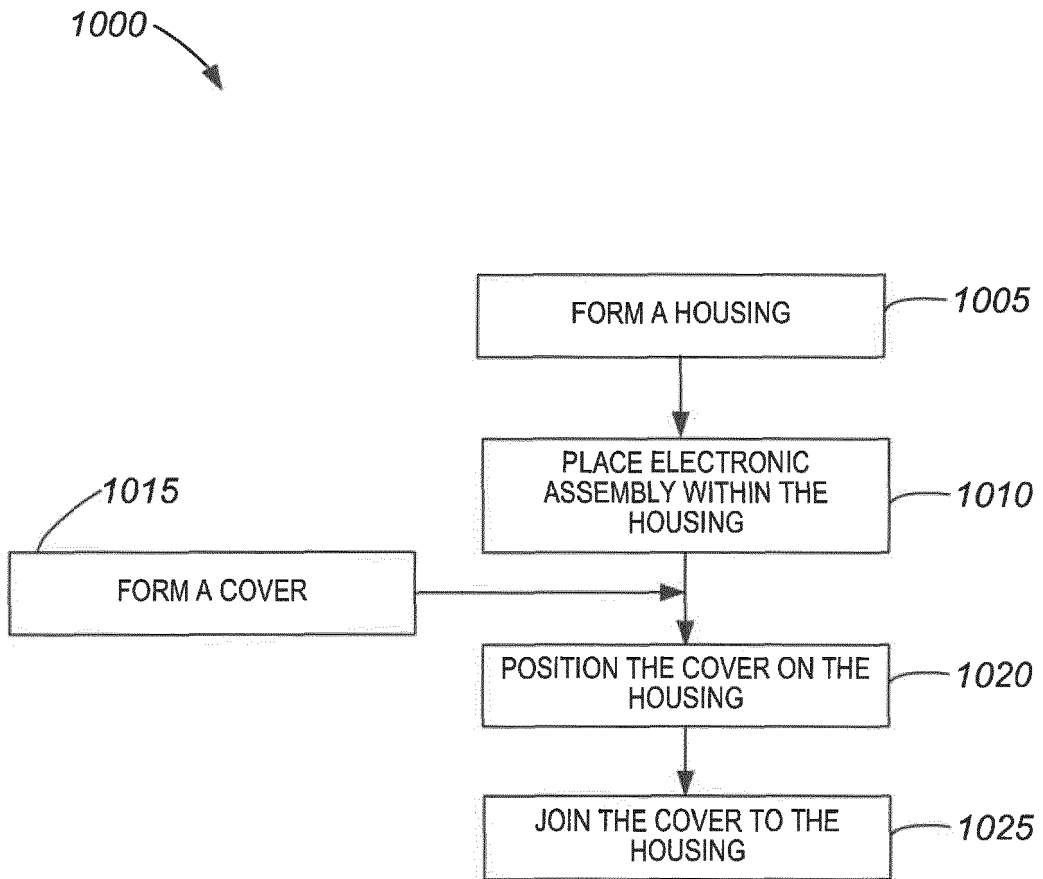 1000
FORM A HOUSING
1005
PLACE ELECTRONIC
ASSEMBLY WITHIN THE
HOUSING
1010
1015
FORM A COVER
POSITION THE COVER ON THE
HOUSING
1020
JOIN THE COVER TO THE
HOUSING
1025